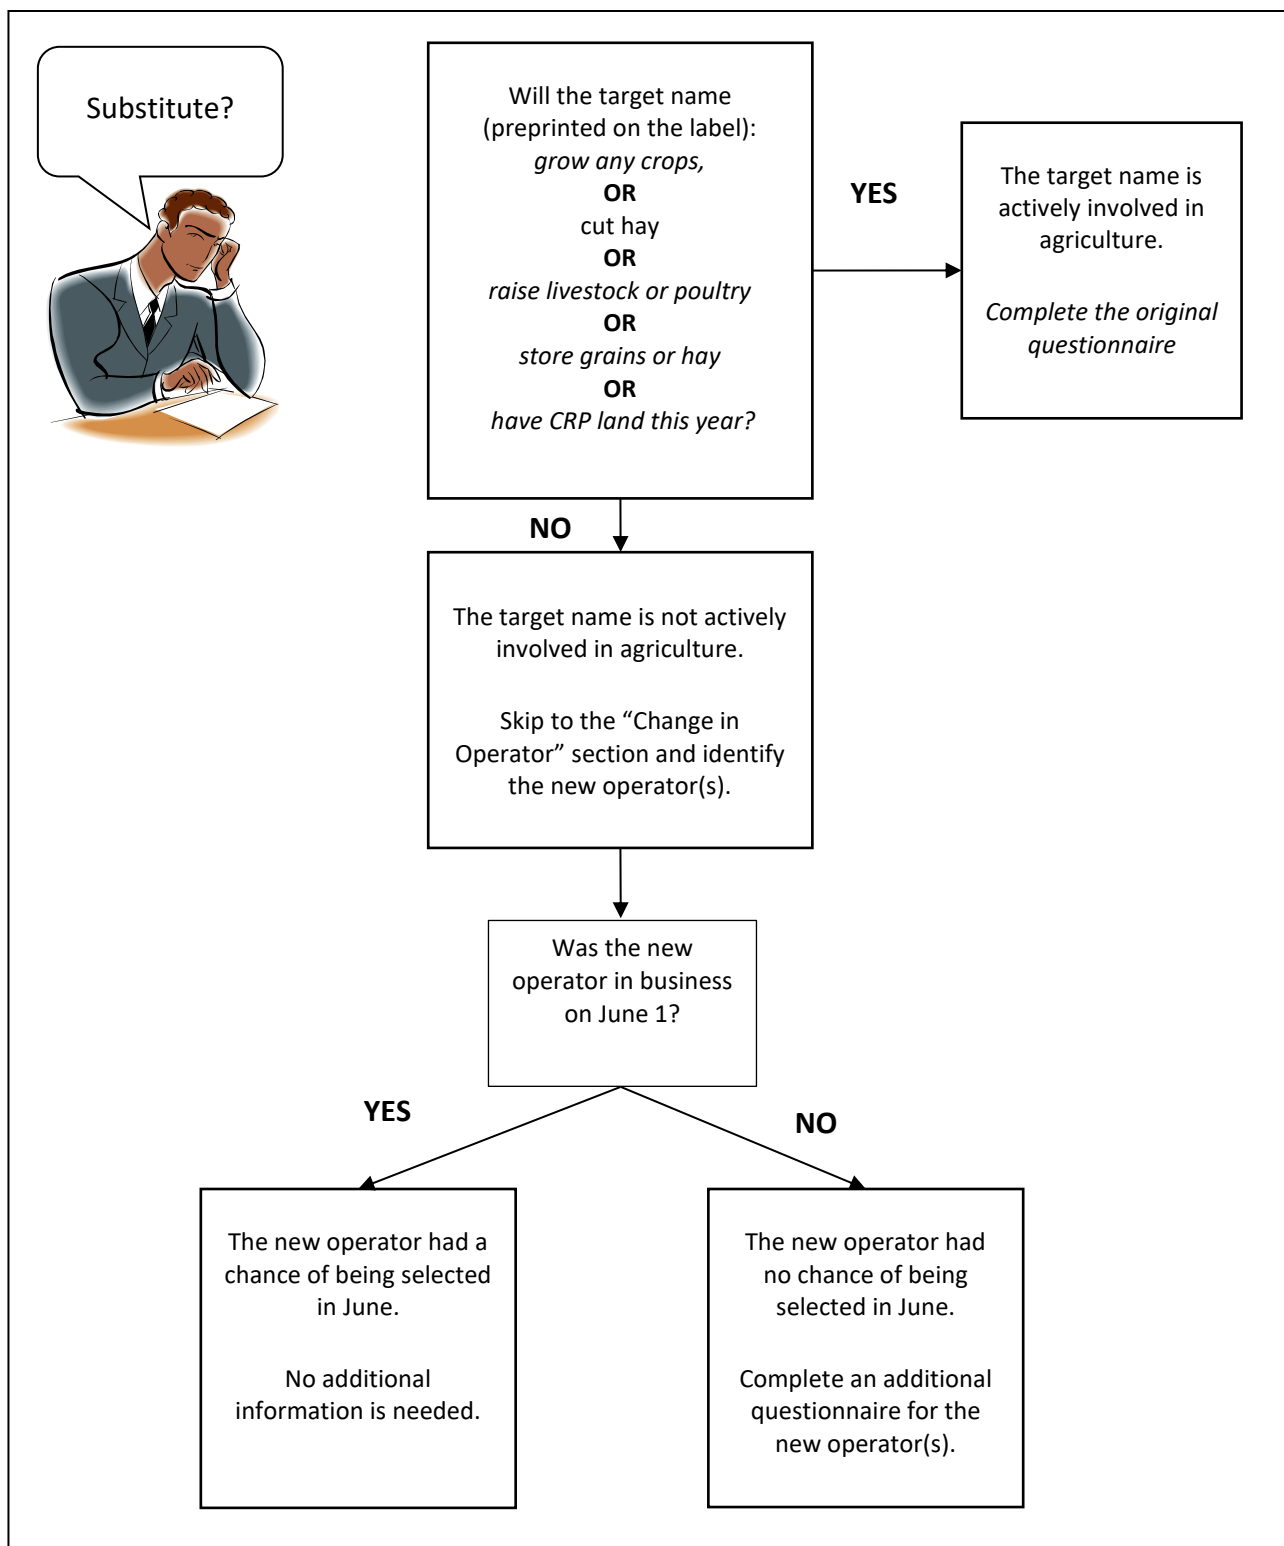 Substitute?
Will the target name
(preprinted on the label):
grow any crops,
OR
cut hay
OR
raise livestock or poultry
OR
store grains or hay
OR
have CRP land this year?
YES
The target name is
actively involved in
agriculture.
Complete the original
questionnaire
NO
The target name is not actively
involved in agriculture.
Skip to the “Change in
Operator” section and identify
the new operator(s).
Was the new
operator in business
on June 1?
YES
NO
The new operator had a
chance of being selected
in June.
No additional
information is needed.
The new operator had
no chance of being
selected in June.
Complete an additional
questionnaire for the
new operator(s).